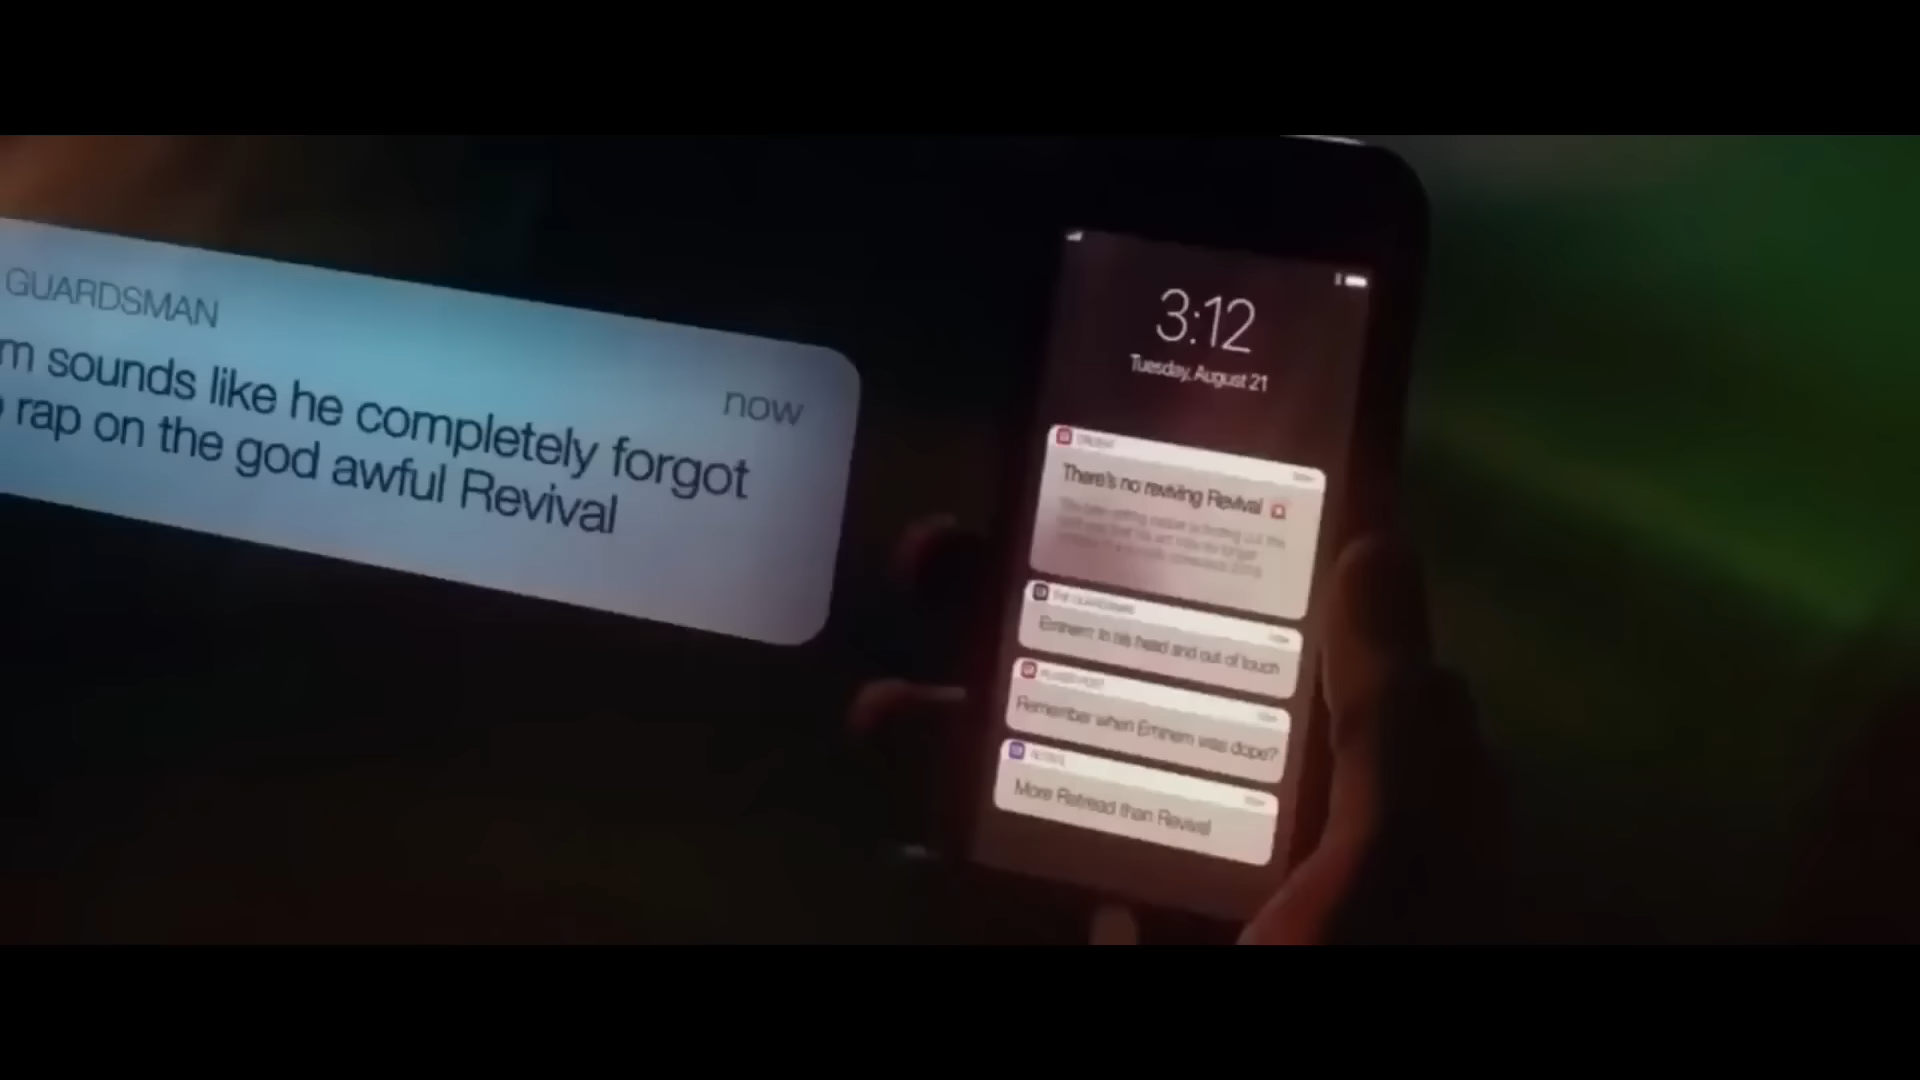 GUARDSMAN
now
m sounds like he completely forgot
rap on the god awful Revival
3:12
Tuesday, August 21
There's no reviving Revival
THE GUARDSMAN
Eminem: In his head and out of touch
Remember when Eminem was dope?
More Retread than Revival